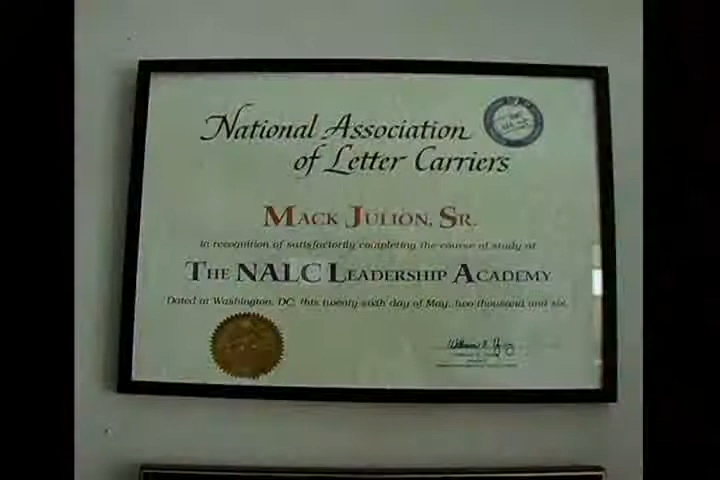 National Association
of Letter Carriers
MACK JULION, SR.
in recognition of satisfactorily completing the course of study at
THE NALC LEADERSHIP ACADEMY
Dated at Washington, DC, this twenty-sixth day of May, two thousand and six.